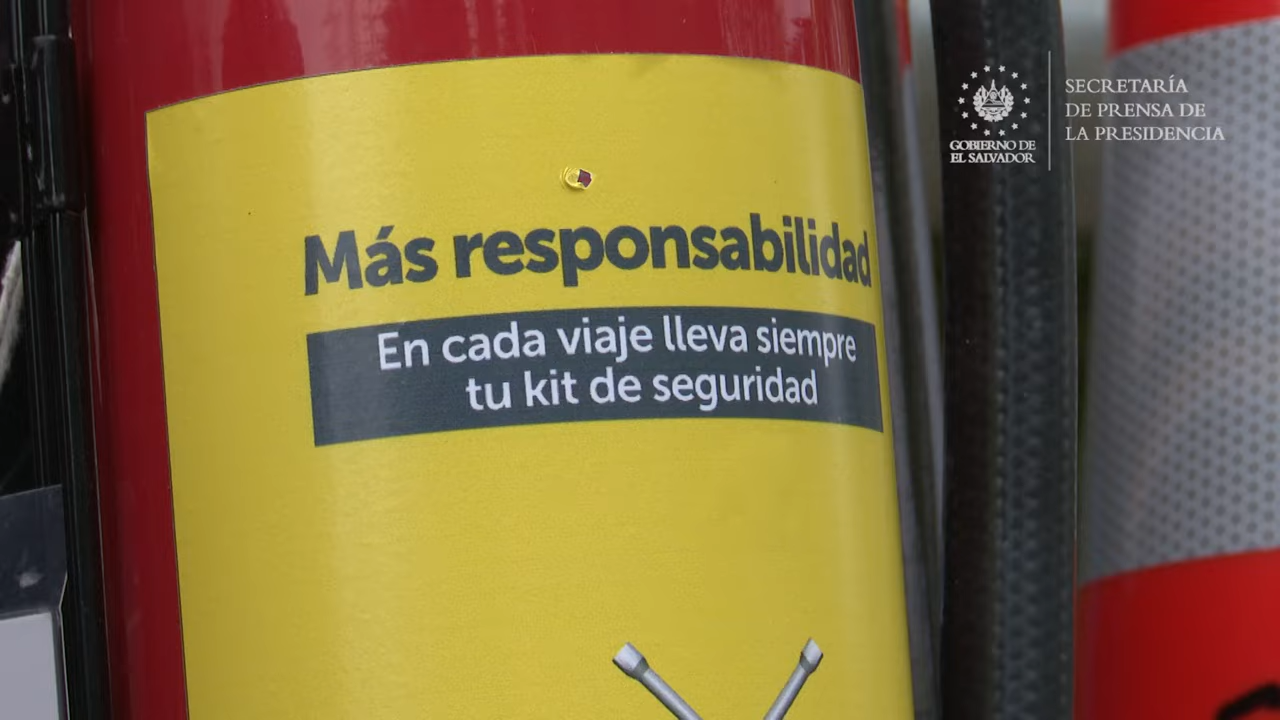 Más responsabilidad
En cada viaje lleva siempre
tu kit de seguridad
GOBIERNO DE
EL SALVADOR
SECRETARÍA
DE PRENSA DE
LA PRESIDENCIA